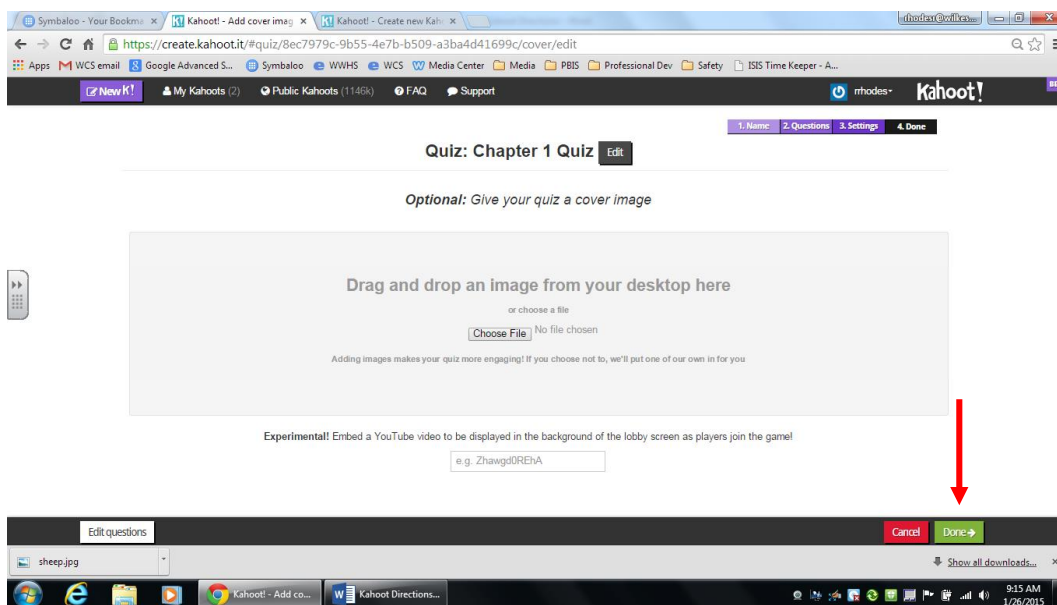 Symbaloo - Your Bookma
Kahoot! - Add cover imag
Kahoot! - Create new Kah
https://create.kahoot.it/#quiz/8ec7979c-9b55-4e7b-b509-a3ba4d41699c/cover/edit
Apps WCS email Google Advanced S... Symbaloo WWHS WCS Media Center Media PBIS Professional Dev Safety ISIS Time Keeper - A...
New K! My Kahoots (2) Public Kahoots (1146k) FAQ Support rrhodes Kahoot!
1. Name 2. Questions 3. Settings 4. Done
Quiz: Chapter 1 Quiz Edit
Optional: Give your quiz a cover image
Drag and drop an image from your desktop here
or choose a file
Choose File No file chosen
Adding images makes your quiz more engaging! If you choose not to, we'll put one of our own in for you
Experimental! Embed a YouTube video to be displayed in the background of the lobby screen as players join the game!
e.g. Zhawgd0REhA
Edit questions Cancel Done
sheep.jpg Show all downloads...
Kahoot! - Add co... Kahoot Directions... 9:15 AM
1/26/2015